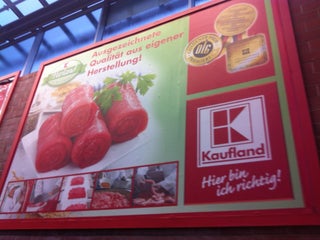 Ausgezeichnete
Qualität aus eigener
Herstellung!
DLG
Kaufland
Hier bin
ich richtig!